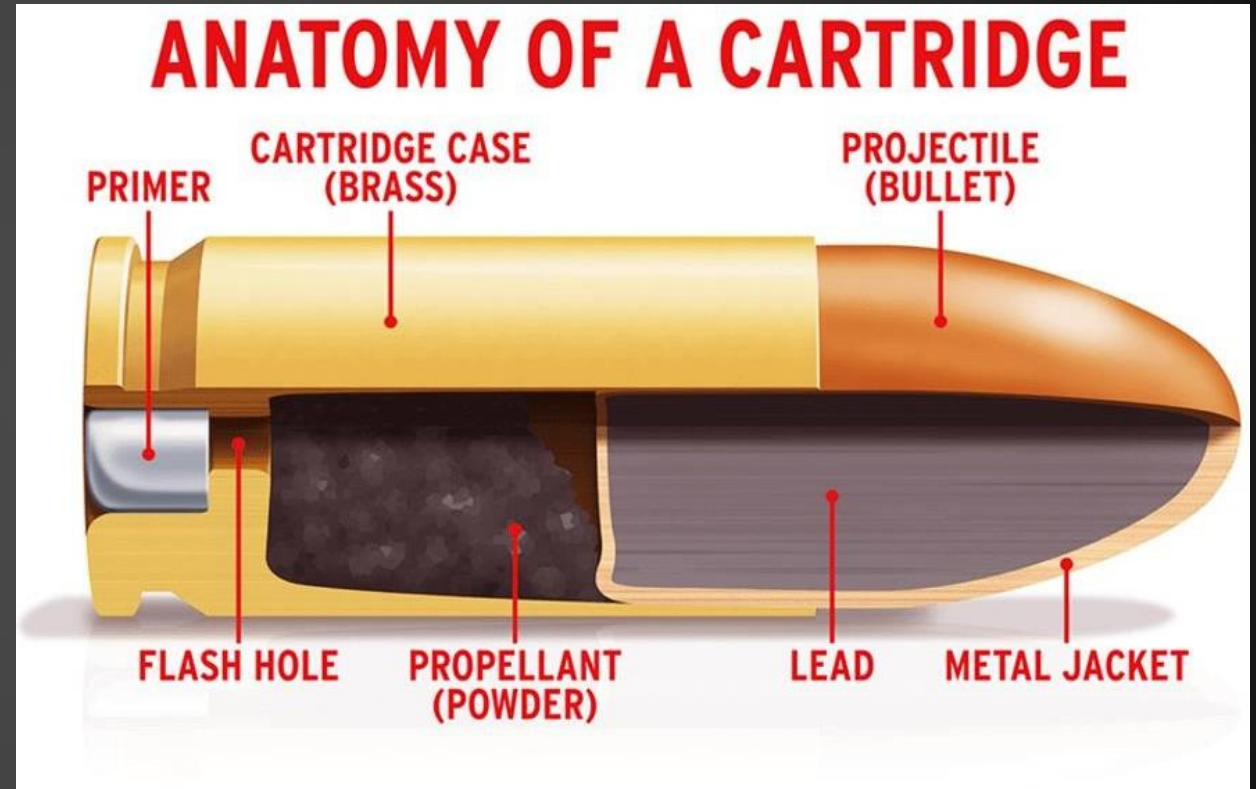 ANATOMY OF A CARTRIDGE
PRIMER
CARTRIDGE CASE
(BRASS)
PROJECTILE
(BULLET)
FLASH HOLE
PROPELLANT
(POWDER)
LEAD
METAL JACKET